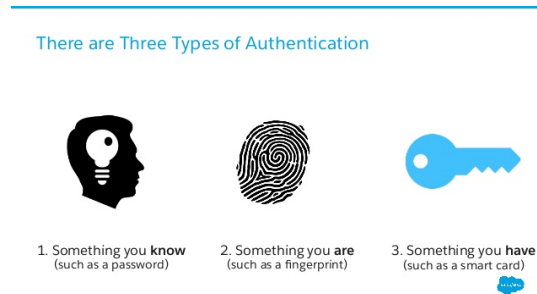 There are Three Types of Authentication
1. Something you know
(such as a password)
2. Something you are
(such as a fingerprint)
3. Something you have
(such as a smart card)